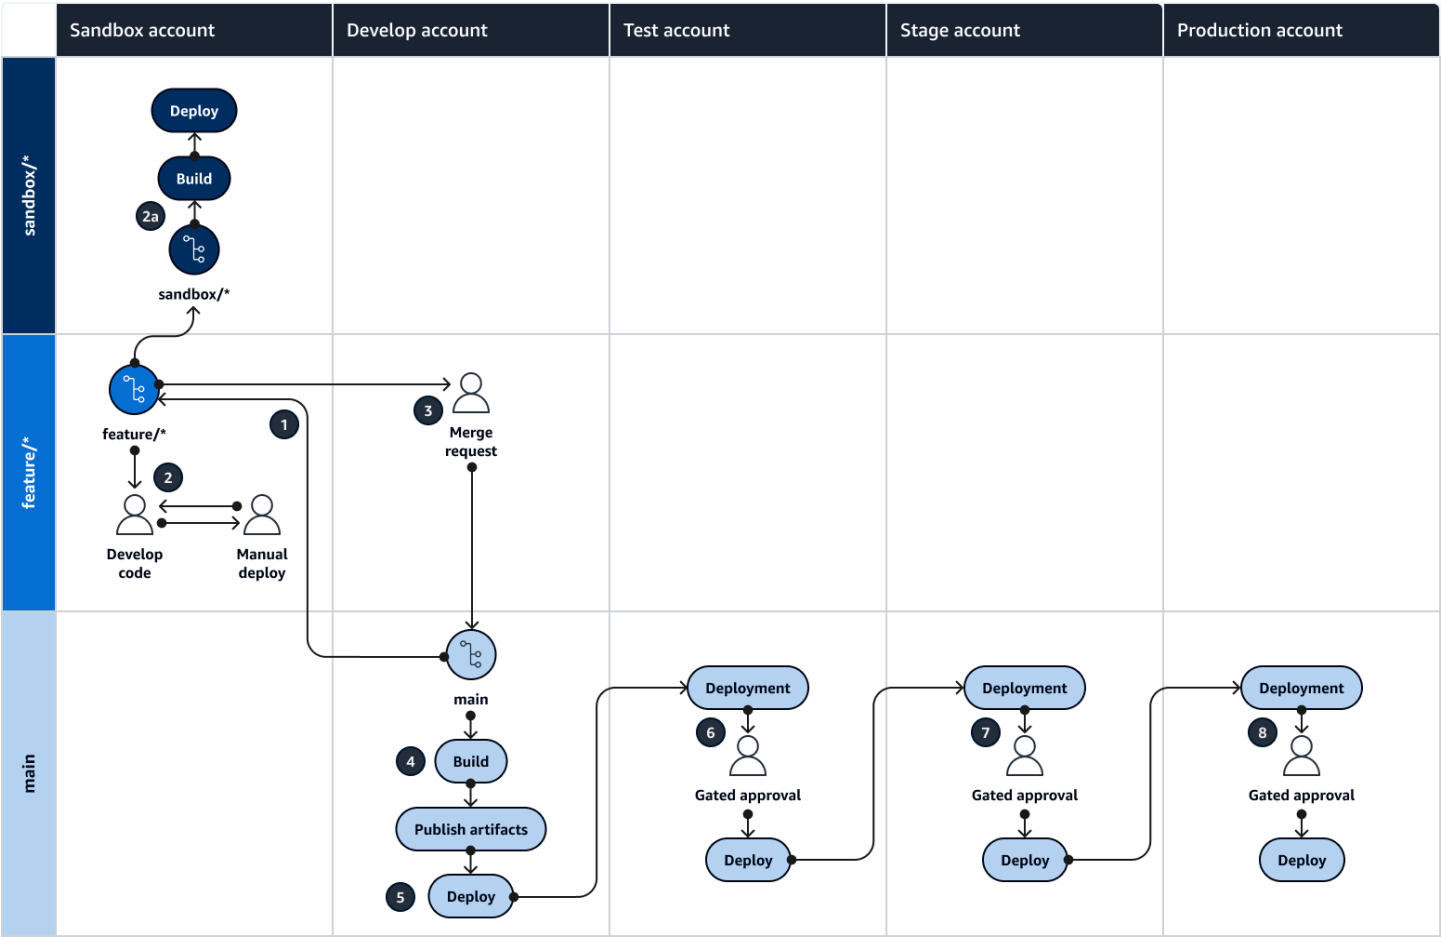 Sandbox account
Develop account
Test account
Stage account
Production account
sandbox/*
Deploy
Build
2a
sandbox/*
feature/*
feature/*
1
3
Merge
request
2
Develop
code
Manual
deploy
main
main
4
Build
Publish artifacts
5
Deploy
Deployment
6
Gated approval
Deploy
Deployment
7
Gated approval
Deploy
Deployment
8
Gated approval
Deploy